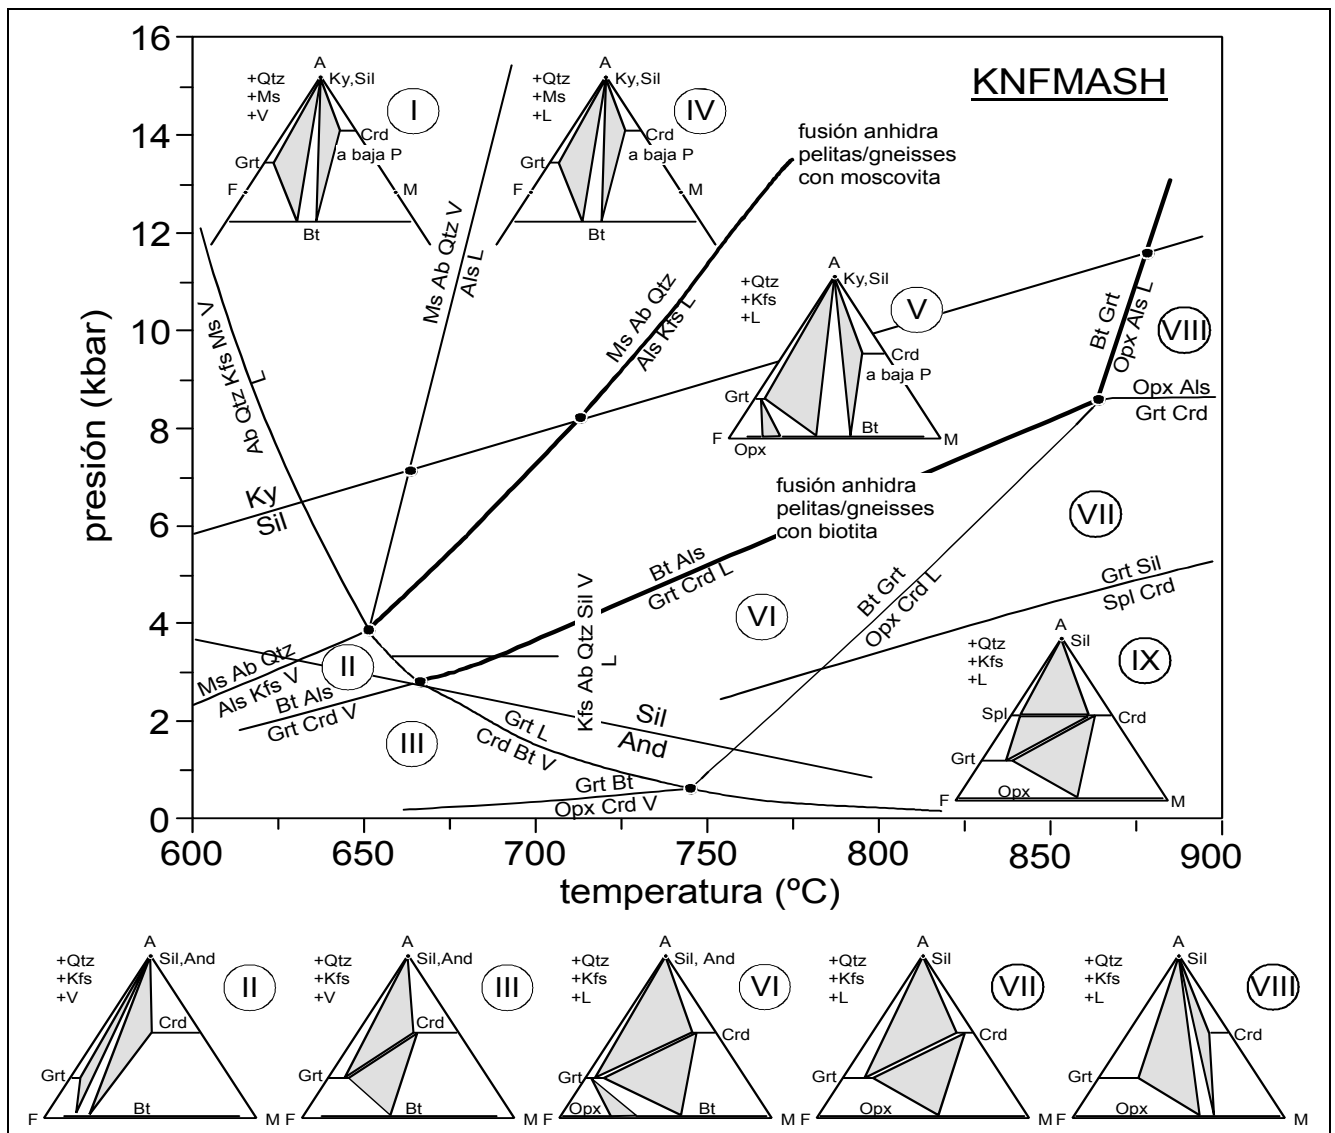 KNFMASH
presión (kbar)
16
14
12
10
8
6
4
2
0
600
650
700
750
800
850
900
temperatura (ºC)
A
+Qtz
+Ms
+V
Ky,Sil
I
Crd
a baja P
Grt
F
M
Bt
A
+Qtz
+Ms
+L
Ky,Sil
IV
Crd
a baja P
Grt
F
M
Bt
fusión anhidra
pelitas/gneisses
con moscovita
Ms Ab Qtz V
Als L
Ab Qtz Kfs Ms V
L
Ms Ab Qtz
Als Kfs L
A
+Qtz
+Kfs
+L
Ky,Sil
V
Crd
a baja P
Grt
F
Bt
M
Opx
Bt Grt
Opx Als L
VIII
Opx Als
Grt Crd
Ky
Sil
fusión anhidra
pelitas/gneisses
con biotita
VII
Bt Als
Grt Crd L
VI
Bt Grt
Opx Crd L
Grt Sil
Spl Crd
Kfs Ab Qtz Sil V
L
Ms Ab Qtz
Als Kfs V
II
Bt Als
Grt Crd V
III
Grt L
Crd Bt V
Sil
And
Grt Bt
Opx Crd V
A
+Qtz
+Kfs
+L
Sil
IX
Spl
Crd
Grt
Opx
F
M
A
+Qtz
+Kfs
+V
Sil,And
II
Crd
Grt
Bt
F
M
A
+Qtz
+Kfs
+V
Sil,And
III
Crd
Grt
Bt
F
M
A
+Qtz
+Kfs
+L
Sil, And
VI
Crd
Grt
Opx
Bt
F
M
A
+Qtz
+Kfs
+L
Sil
VII
Crd
Grt
Opx
F
M
A
+Qtz
+Kfs
+L
Sil
VIII
Crd
Grt
Opx
F
M